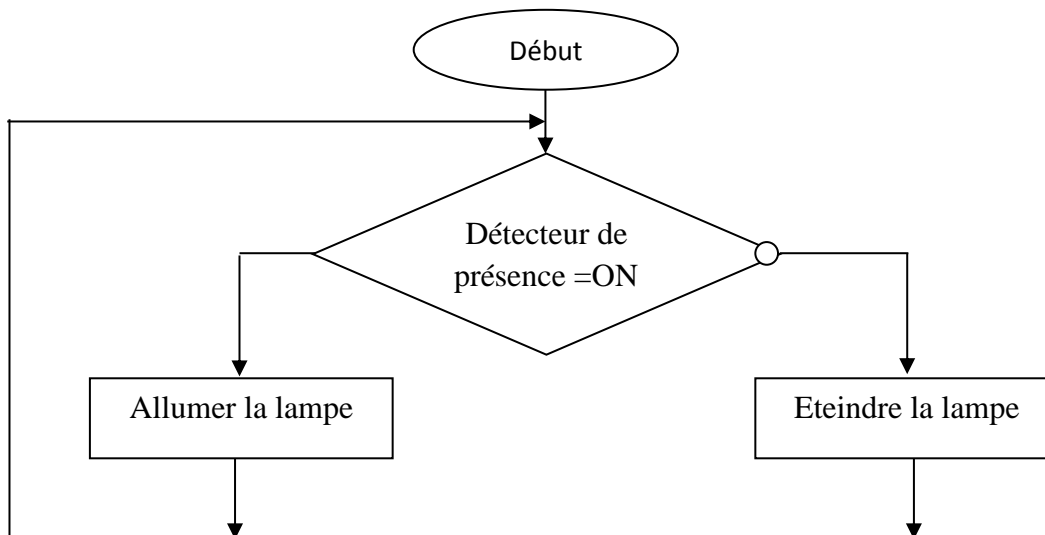 Début
Détecteur de
présence =ON
Allumer la lampe
Eteindre la lampe